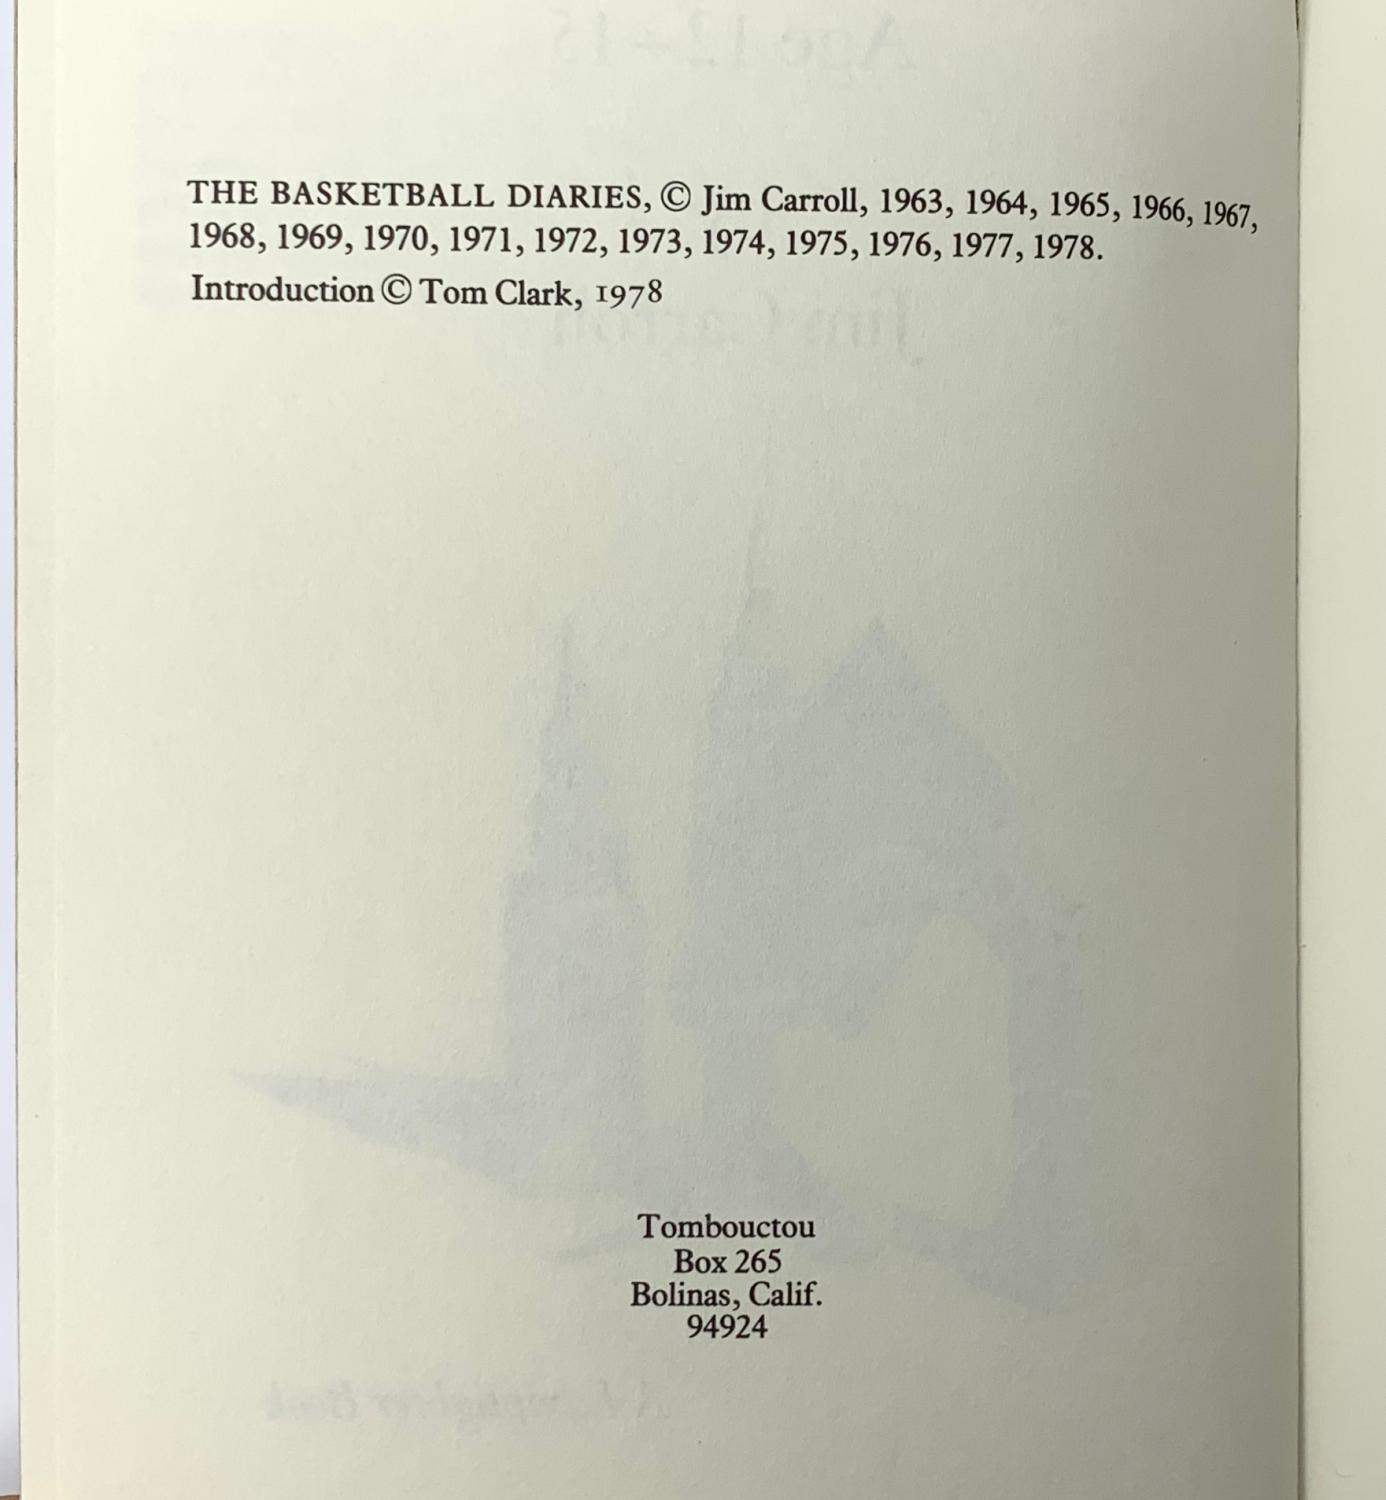 THE BASKETBALL DIARIES, © Jim Carroll, 1963, 1964, 1965, 1966, 1967,
1968, 1969, 1970, 1971, 1972, 1973, 1974, 1975, 1976, 1977, 1978.
Introduction © Tom Clark, 1978
Tombouctou
Box 265
Bolinas, Calif.
94924